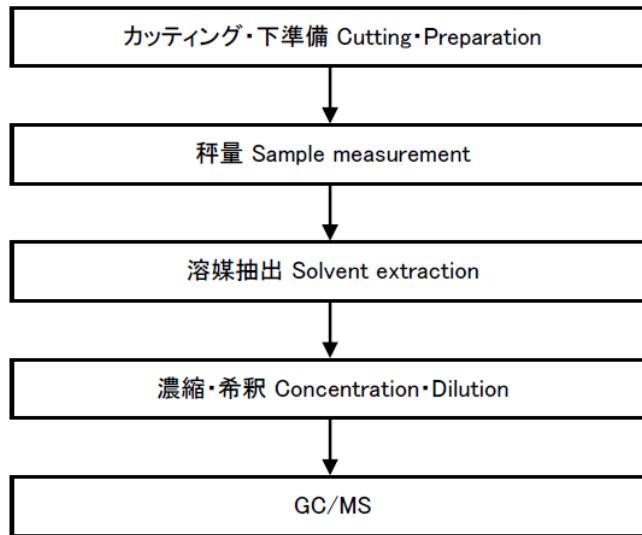 カッティング・下準備 Cutting・Preparation
秤量 Sample measurement
溶媒抽出 Solvent extraction
濃縮・希釈 Concentration・Dilution
GC/MS